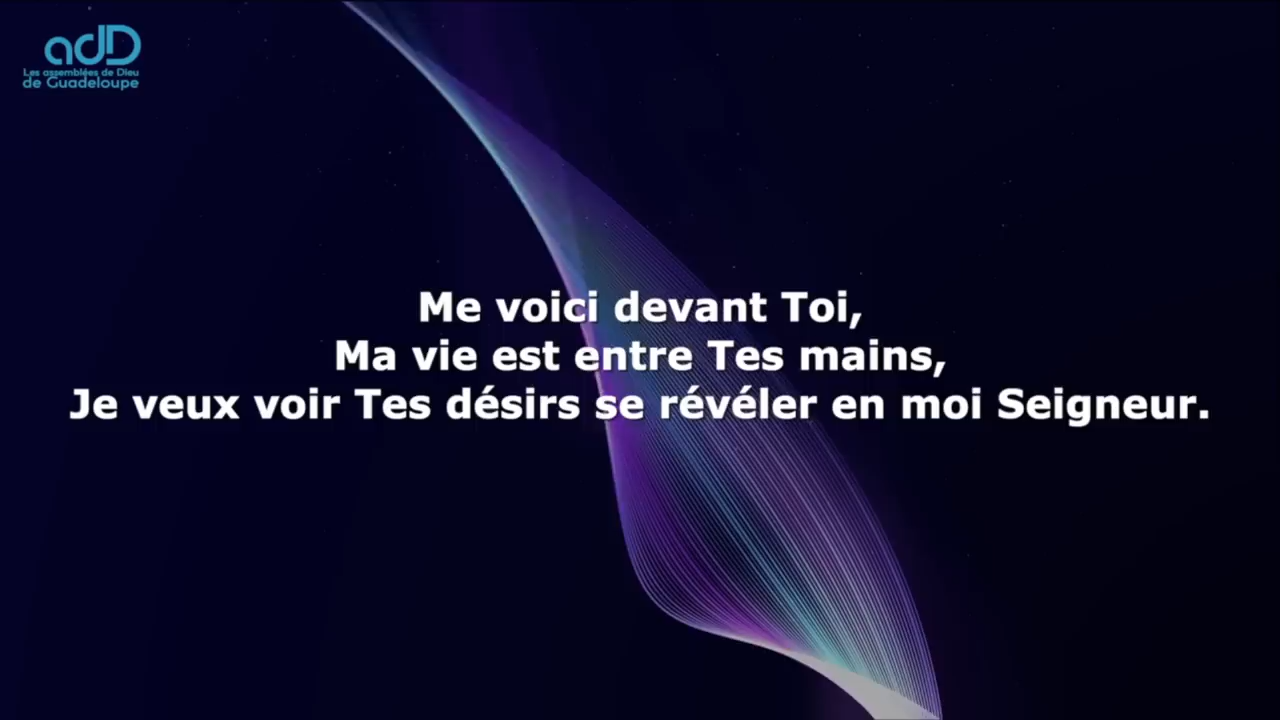 adD
Les assemblées de Dieu
de Guadeloupe
Me voici devant Toi,
Ma vie est entre Tes mains,
Je veux voir Tes désirs se révéler en moi Seigneur.